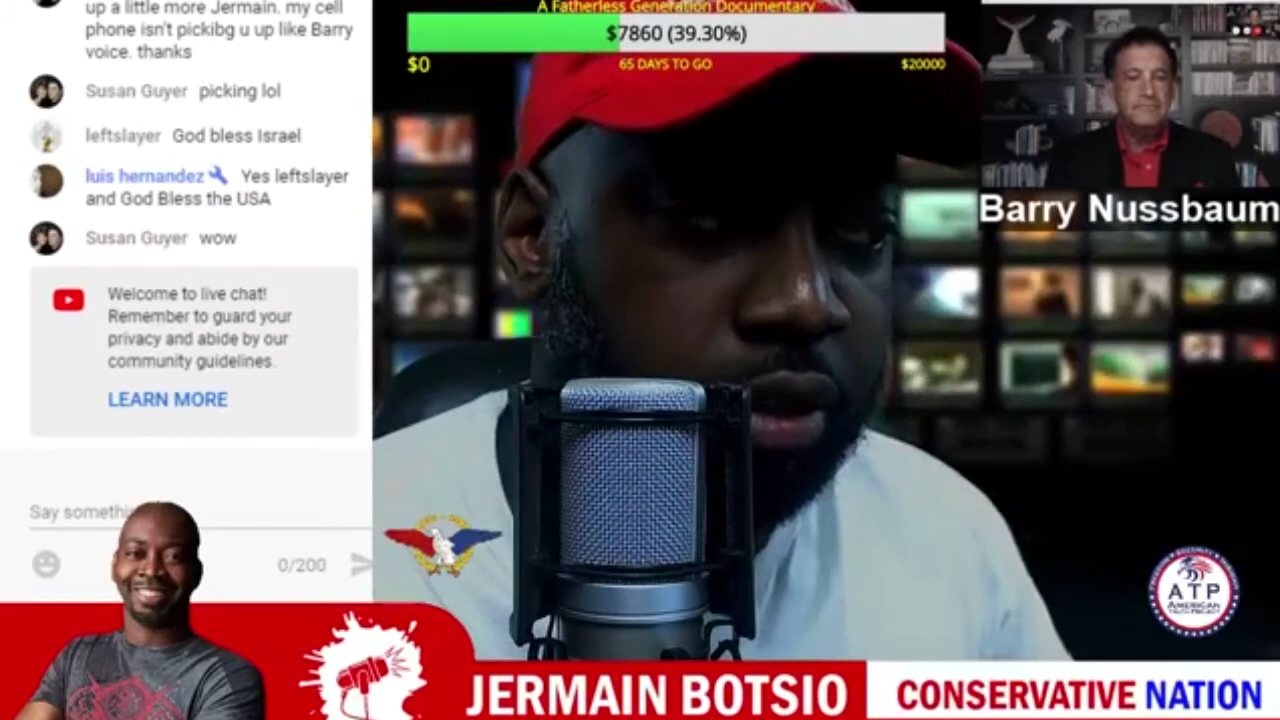 up a little more Jermain. my cell
phone isn't pickibg u up like Barry
voice. thanks
Susan Guyer picking lol
leftslayer God bless Israel
luis hernandez Yes leftslayer
and God Bless the USA
Susan Guyer wow
Welcome to live chat!
Remember to guard your
privacy and abide by our
community guidelines.
LEARN MORE
Say somethin
0/200
A Fatherless Generation Documentary
$7860 (39.30%)
$0
65 DAYS TO GO
$20000
Barry Nussbaum
ATP
AMERICAN
JERMAIN BOTSIO
CONSERVATIVE NATION